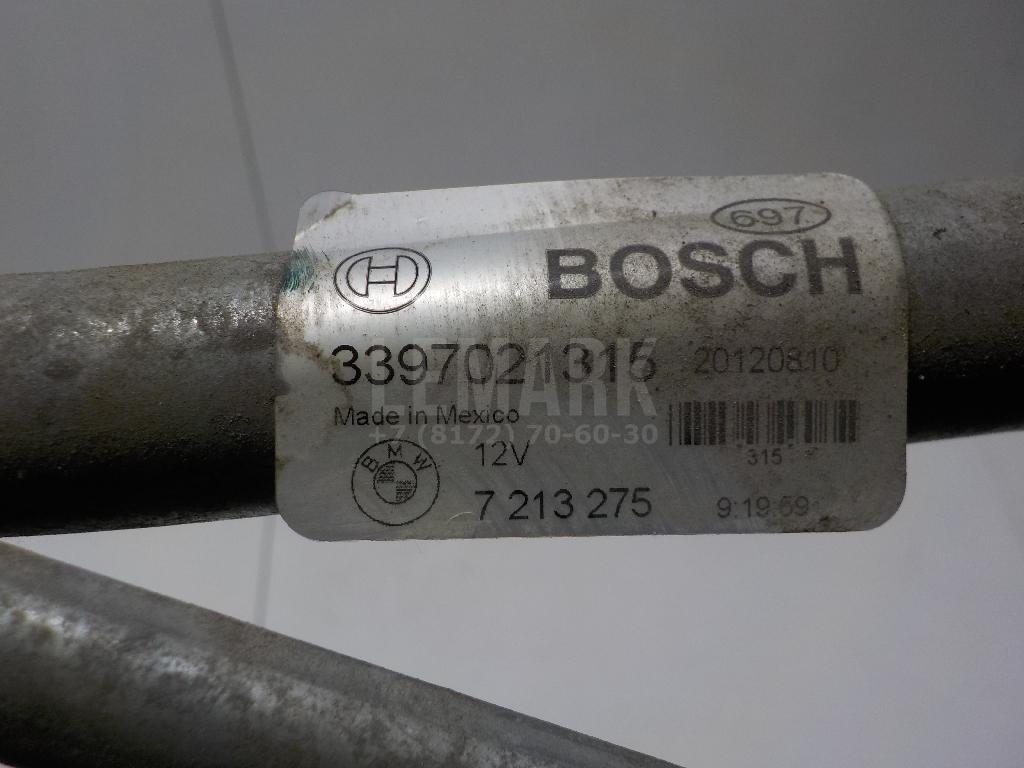 697
BOSCH
3397021315 20120810
Made in Mexico
12V
315
BMW
7 213 275 9:19:59
LEMARK
+7 (8172) 70-60-30